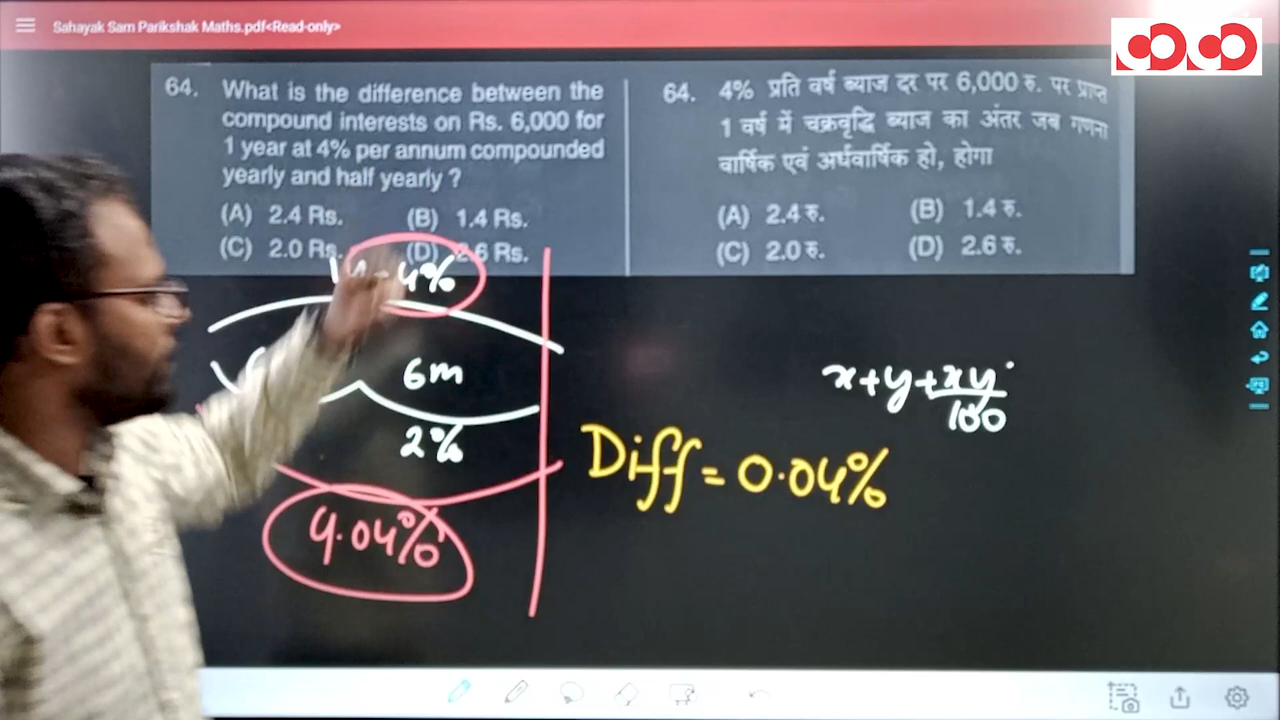 Sahayak Sam Parikshak Maths.pdf<Read-only>
64. What is the difference between the
compound interests on Rs. 6,000 for
1 year at 4% per annum compounded
yearly and half yearly ?
(A) 2.4 Rs. (B) 1.4 Rs.
(C) 2.0 Rs. (D) 2.6 Rs.
64. 4% प्रति वर्ष ब्याज दर पर 6,000 रु. पर प्राप्त
1 वर्ष में चक्रवृद्धि ब्याज का अंतर जब गणना
वार्षिक एवं अर्धवार्षिक हो, होगा
(A) 2.4 रु. (B) 1.4 रु.
(C) 2.0 रु. (D) 2.6 रु.
4%
6m
2%
4.04%
x+y+xy/100
Diff = 0.04%